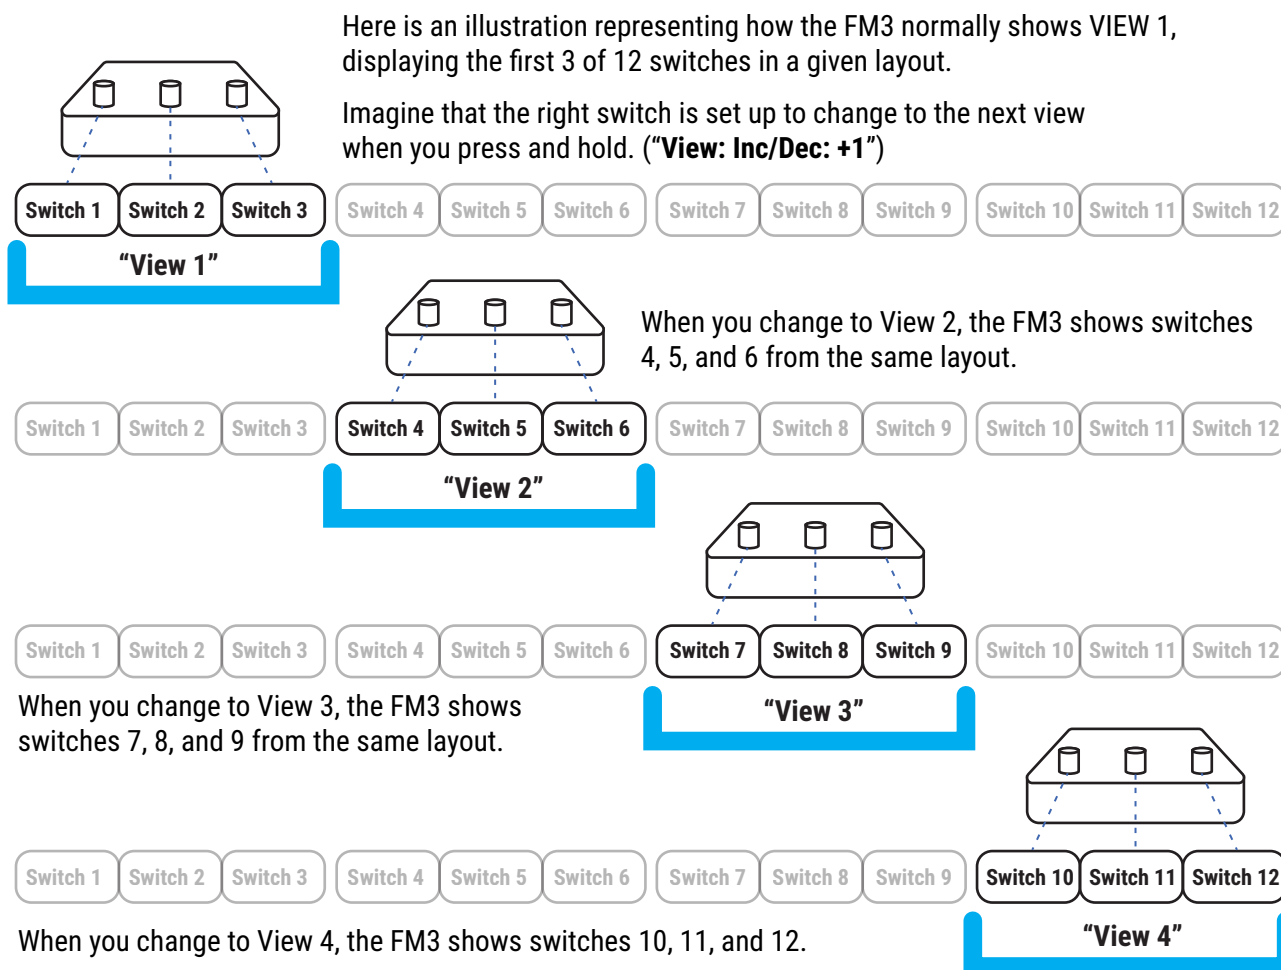 Here is an illustration representing how the FM3 normally shows VIEW 1,
displaying the first 3 of 12 switches in a given layout.
Imagine that the right switch is set up to change to the next view
when you press and hold. (“View: Inc/Dec: +1”)
Switch 1 Switch 2 Switch 3 Switch 4 Switch 5 Switch 6 Switch 7 Switch 8 Switch 9 Switch 10 Switch 11 Switch 12
“View 1”
When you change to View 2, the FM3 shows switches
4, 5, and 6 from the same layout.
Switch 1 Switch 2 Switch 3 Switch 4 Switch 5 Switch 6 Switch 7 Switch 8 Switch 9 Switch 10 Switch 11 Switch 12
“View 2”
Switch 1 Switch 2 Switch 3 Switch 4 Switch 5 Switch 6 Switch 7 Switch 8 Switch 9 Switch 10 Switch 11 Switch 12
“View 3”
When you change to View 3, the FM3 shows
switches 7, 8, and 9 from the same layout.
Switch 1 Switch 2 Switch 3 Switch 4 Switch 5 Switch 6 Switch 7 Switch 8 Switch 9 Switch 10 Switch 11 Switch 12
“View 4”
When you change to View 4, the FM3 shows switches 10, 11, and 12.